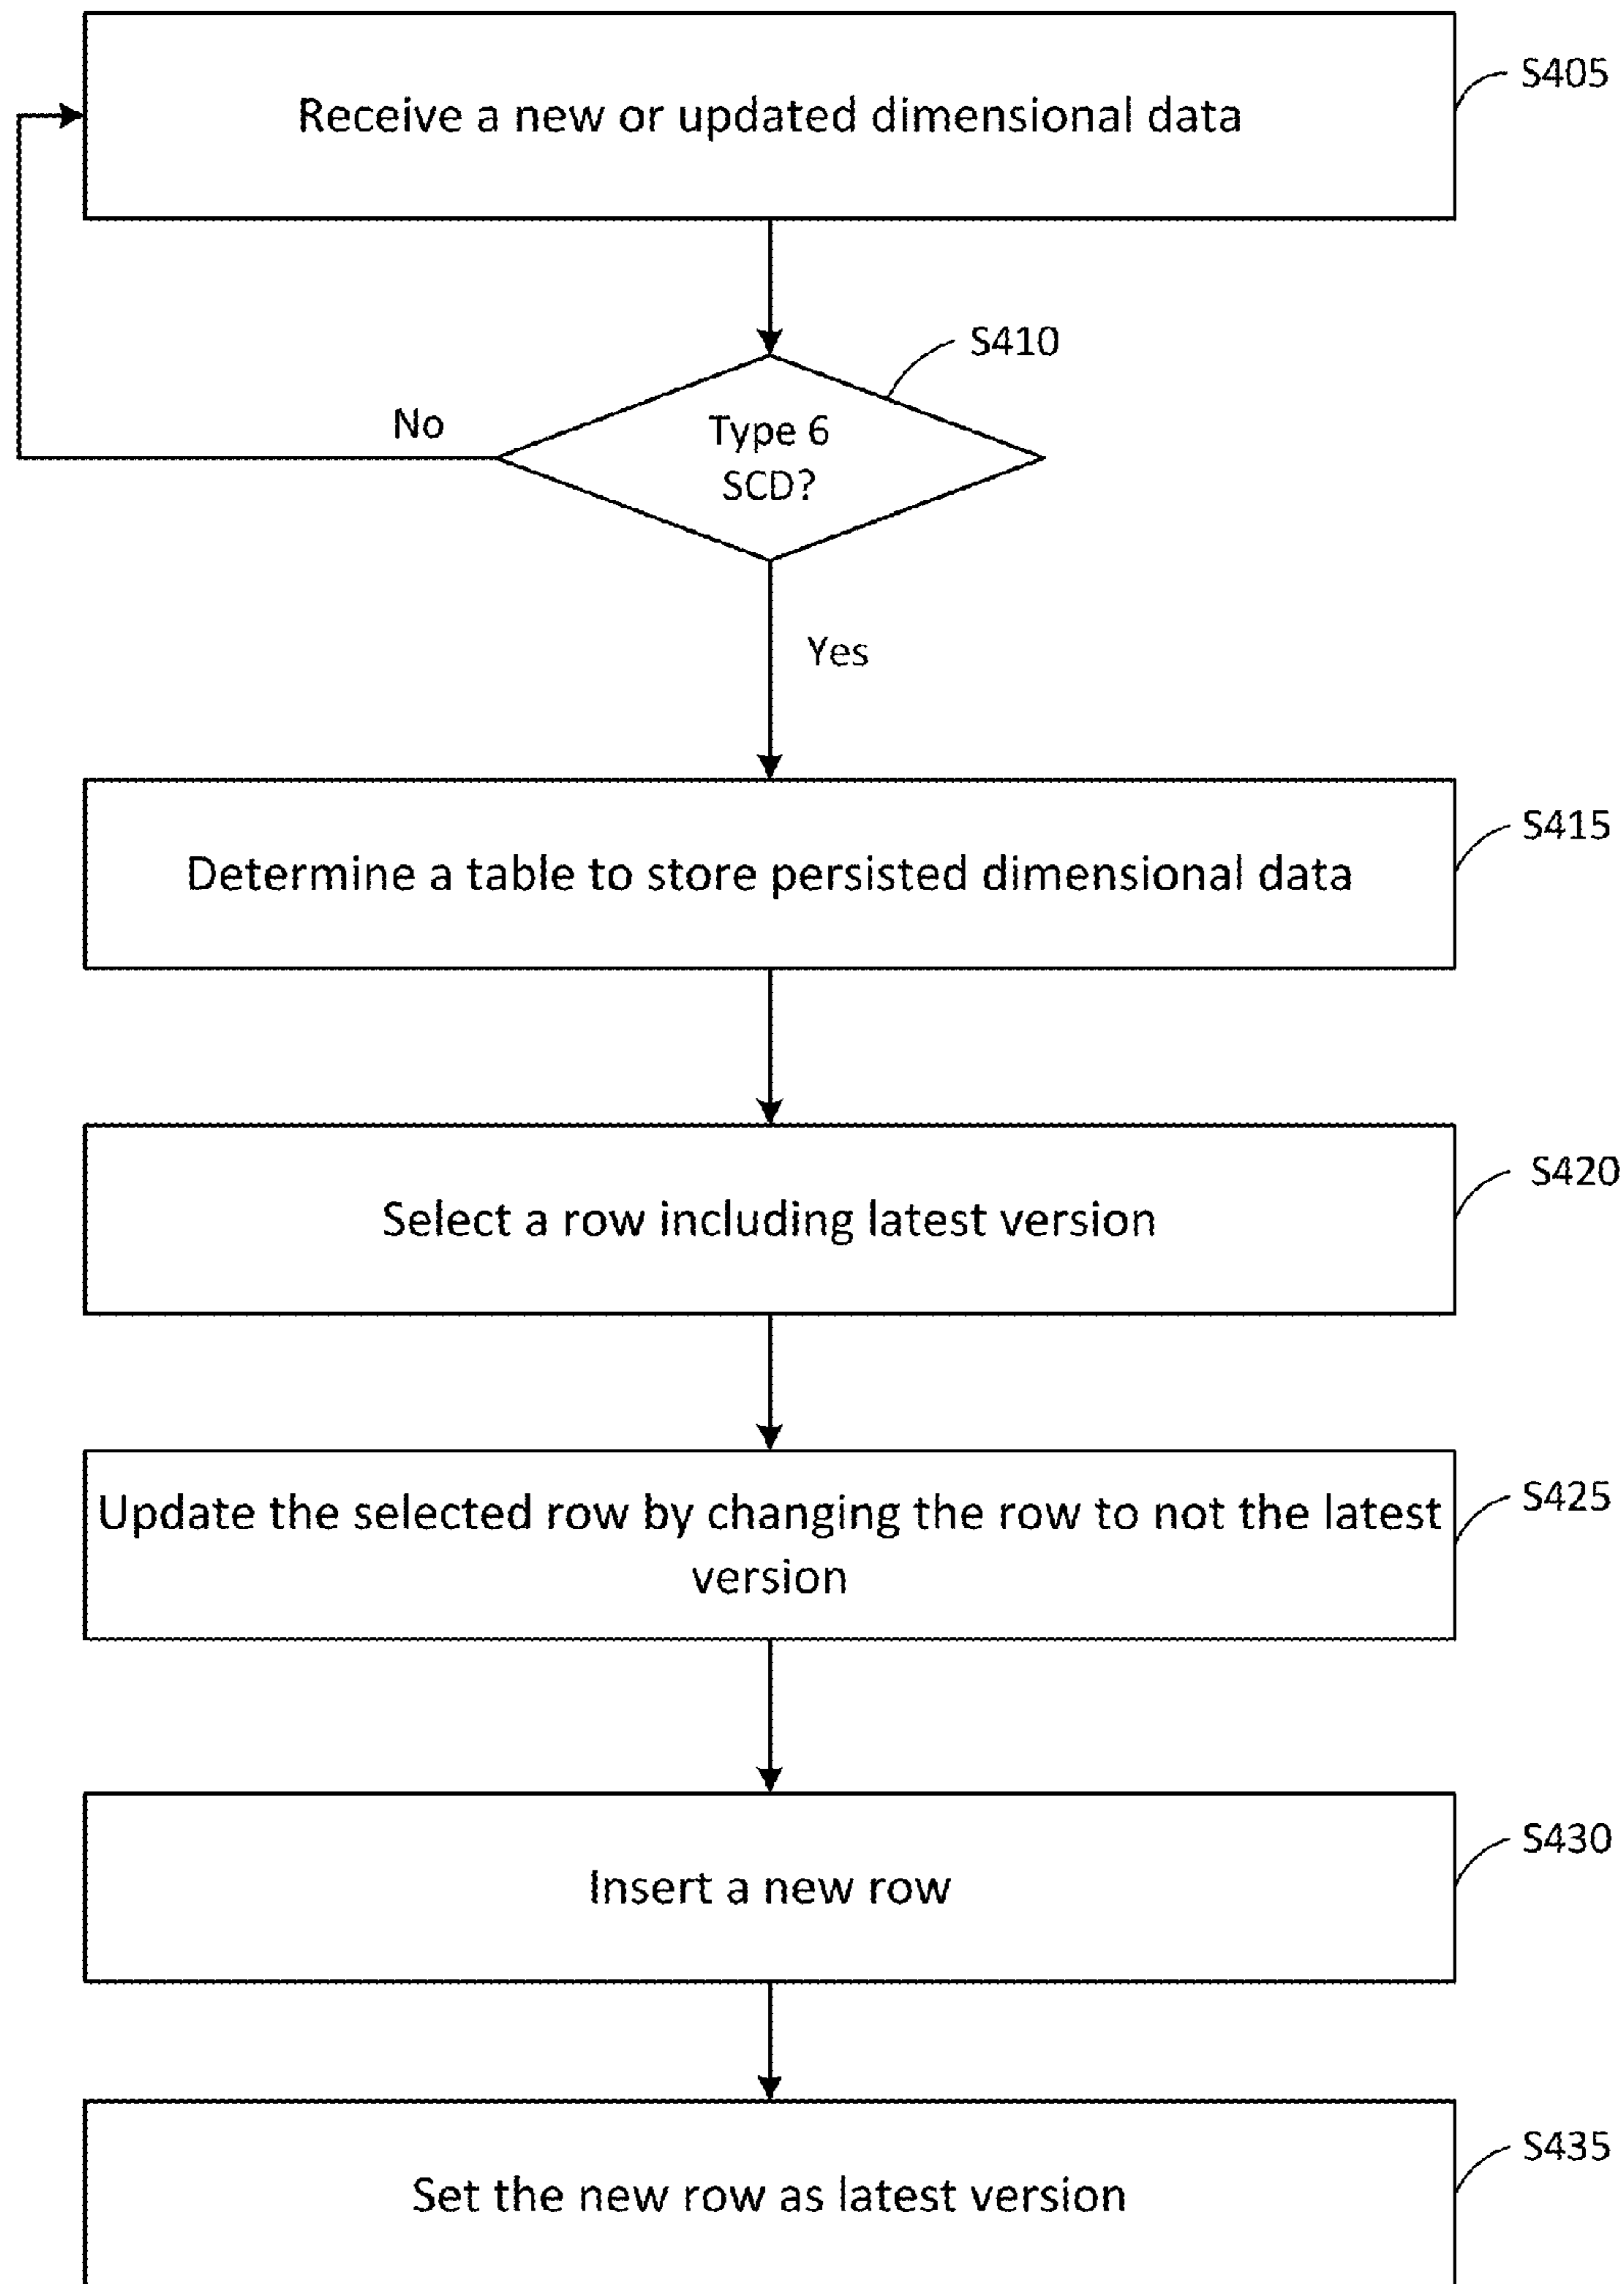 Receive a new or updated dimensional data
S405
S410
Type 6
SCD?
No
Yes
Determine a table to store persisted dimensional data
S415
Select a row including latest version
S420
Update the selected row by changing the row to not the latest
version
S425
Insert a new row
S430
Set the new row as latest version
S435